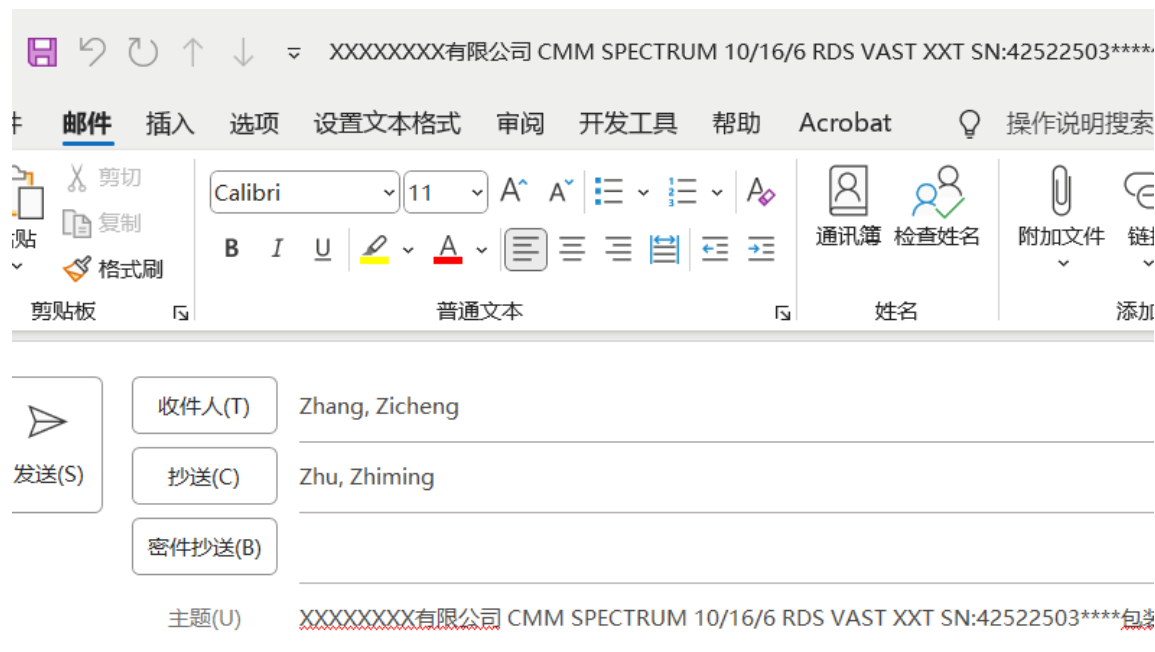 XXXXXXXX有限公司 CMM SPECTRUM 10/16/6 RDS VAST XXT SN:42522503****
邮件 插入 选项 设置文本格式 审阅 开发工具 帮助 Acrobat 操作说明搜索
剪切
复制
格式刷
剪贴板
Calibri 11
B I U A
普通文本
通讯簿 检查姓名
姓名
附加文件
添加
发送(S)
收件人(T) Zhang, Zicheng
抄送(C) Zhu, Zhiming
密件抄送(B)
主题(U) XXXXXXXX有限公司 CMM SPECTRUM 10/16/6 RDS VAST XXT SN:42522503****包装